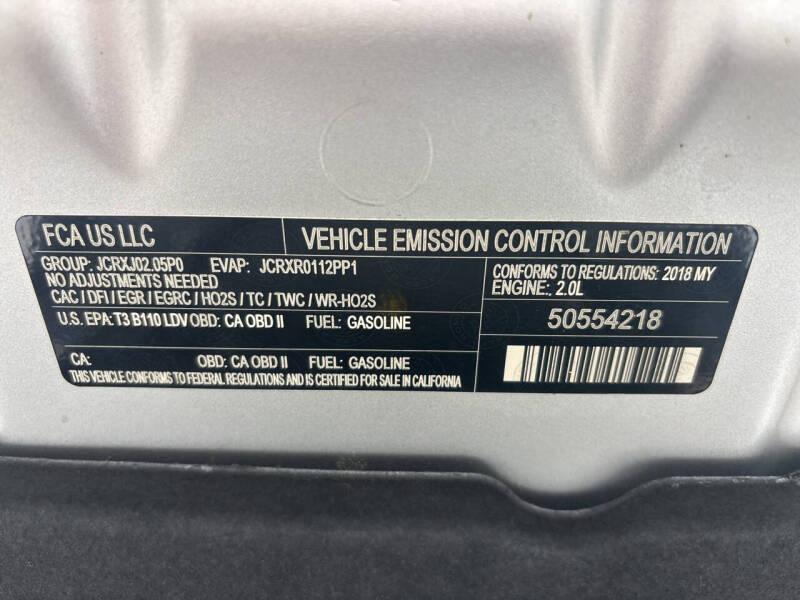 FCA US LLC
VEHICLE EMISSION CONTROL INFORMATION
GROUP: JCRXJ02.05P0 EVAP: JCRXR0112PP1
NO ADJUSTMENTS NEEDED
CAC / DFI / EGR / EGRC / HO2S / TC / TWC / WR-HO2S
CONFORMS TO REGULATIONS: 2018 MY
ENGINE: 2.0L
U.S. EPA: T3 B110 LDV OBD: CA OBD II FUEL: GASOLINE
50554218
CA: OBD: CA OBD II FUEL: GASOLINE
THIS VEHICLE CONFORMS TO FEDERAL REGULATIONS AND IS CERTIFIED FOR SALE IN CALIFORNIA